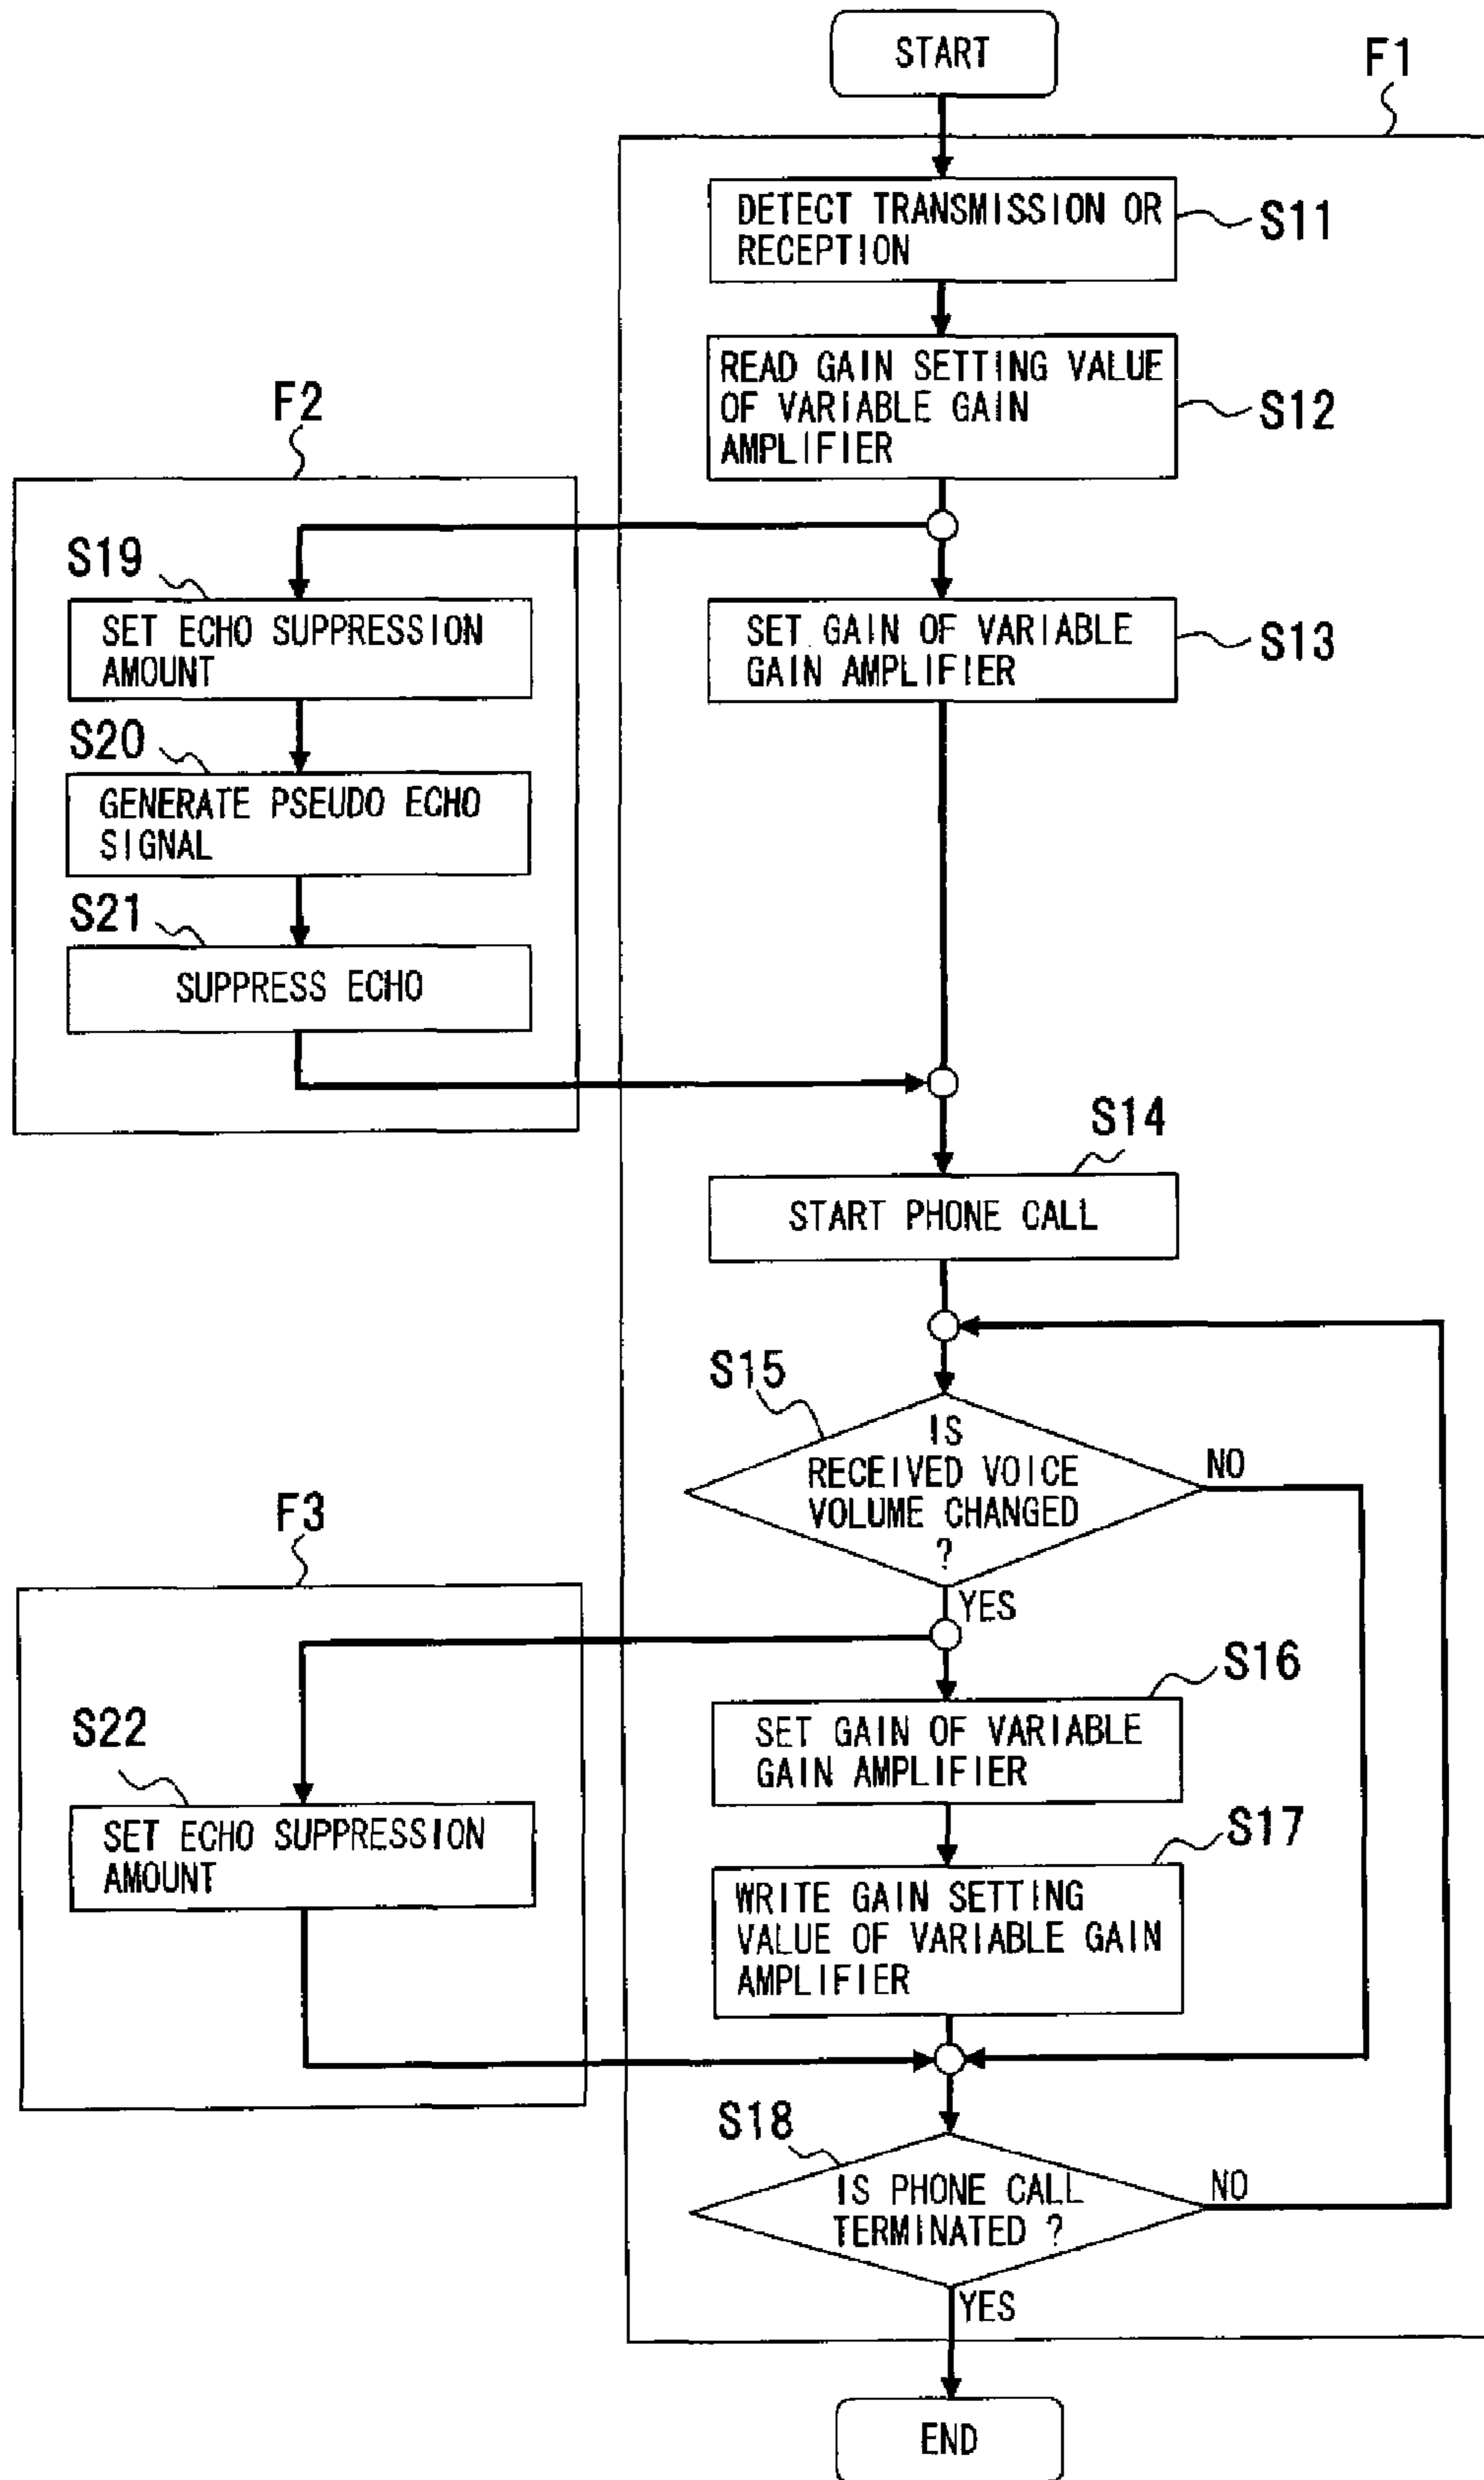 START
F1
DETECT TRANSMISSION OR
RECEPTION
S11
READ GAIN SETTING VALUE
OF VARIABLE GAIN
AMPLIFIER
S12
F2
S19
SET ECHO SUPPRESSION
AMOUNT
SET GAIN OF VARIABLE
GAIN AMPLIFIER
S13
S20
GENERATE PSEUDO ECHO
SIGNAL
S21
SUPPRESS ECHO
S14
START PHONE CALL
S15
IS
RECEIVED VOICE
VOLUME CHANGED
?
NO
YES
F3
S16
SET GAIN OF VARIABLE
GAIN AMPLIFIER
S22
SET ECHO SUPPRESSION
AMOUNT
S17
WRITE GAIN SETTING
VALUE OF VARIABLE GAIN
AMPLIFIER
S18
IS PHONE CALL
TERMINATED ?
NO
YES
END